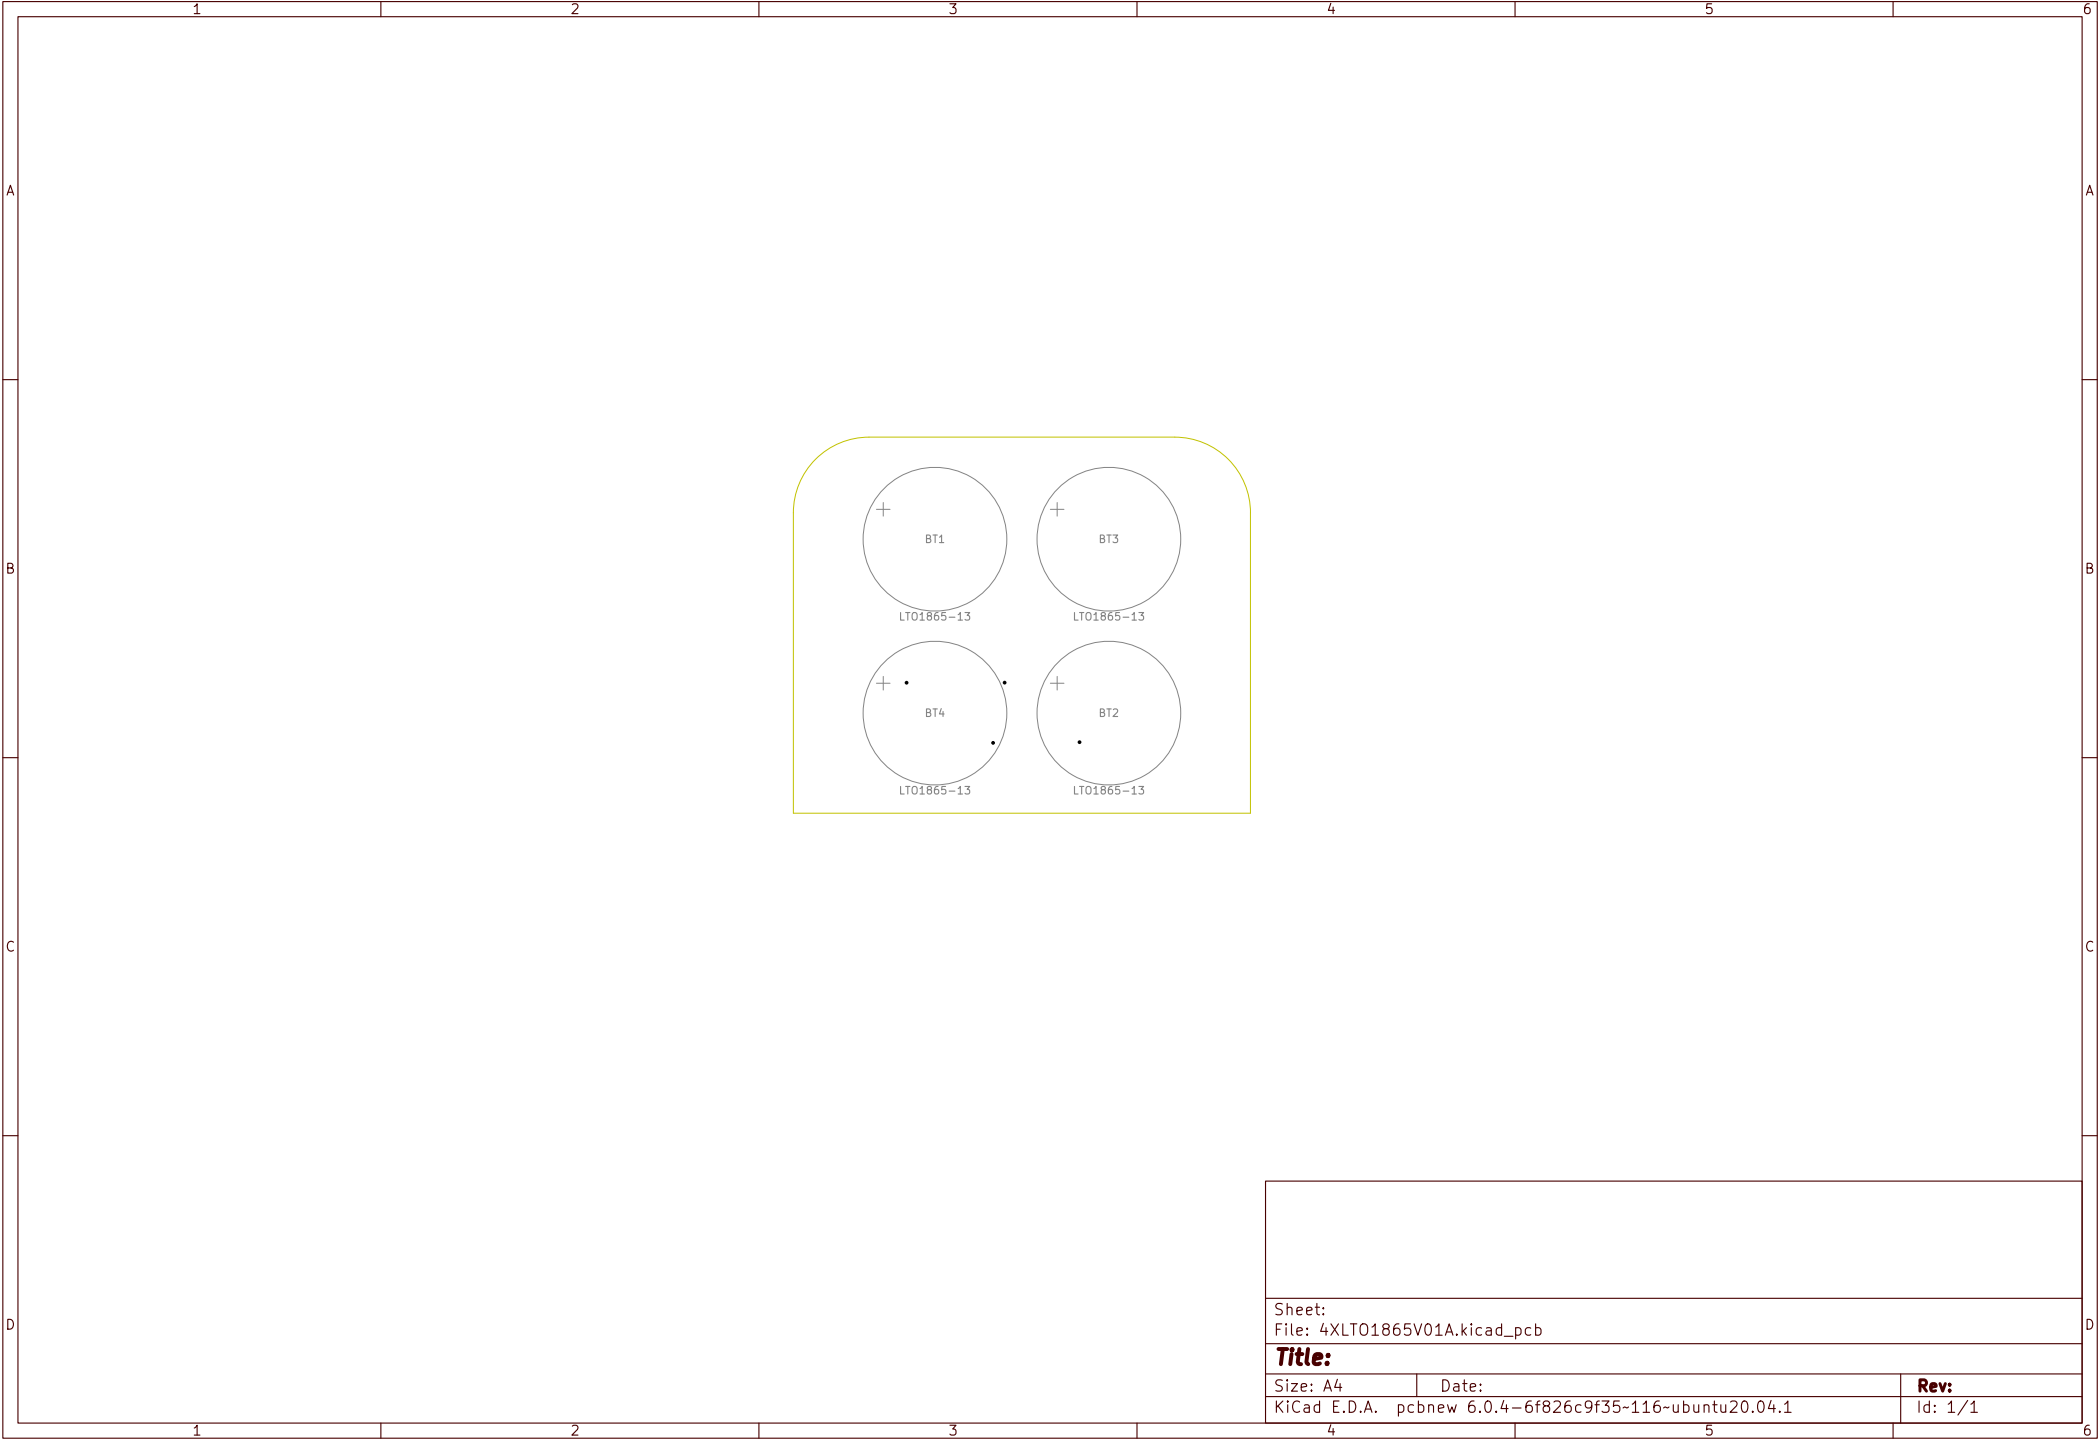 1 2 3 4 5 6
A A
BT1 BT3
B B
LTO1865-13 LTO1865-13
BT4 BT2
LTO1865-13 LTO1865-13
C C
Sheet:
D D
File: 4XLTO1865V01A.kicad_pcb
Title:
Size: A4 Date: Rev:
KiCad E.D.A. pcbnew 6.0.4-6f826c9f35~116~ubuntu20.04.1 Id: 1/1
1 2 3 4 5 6